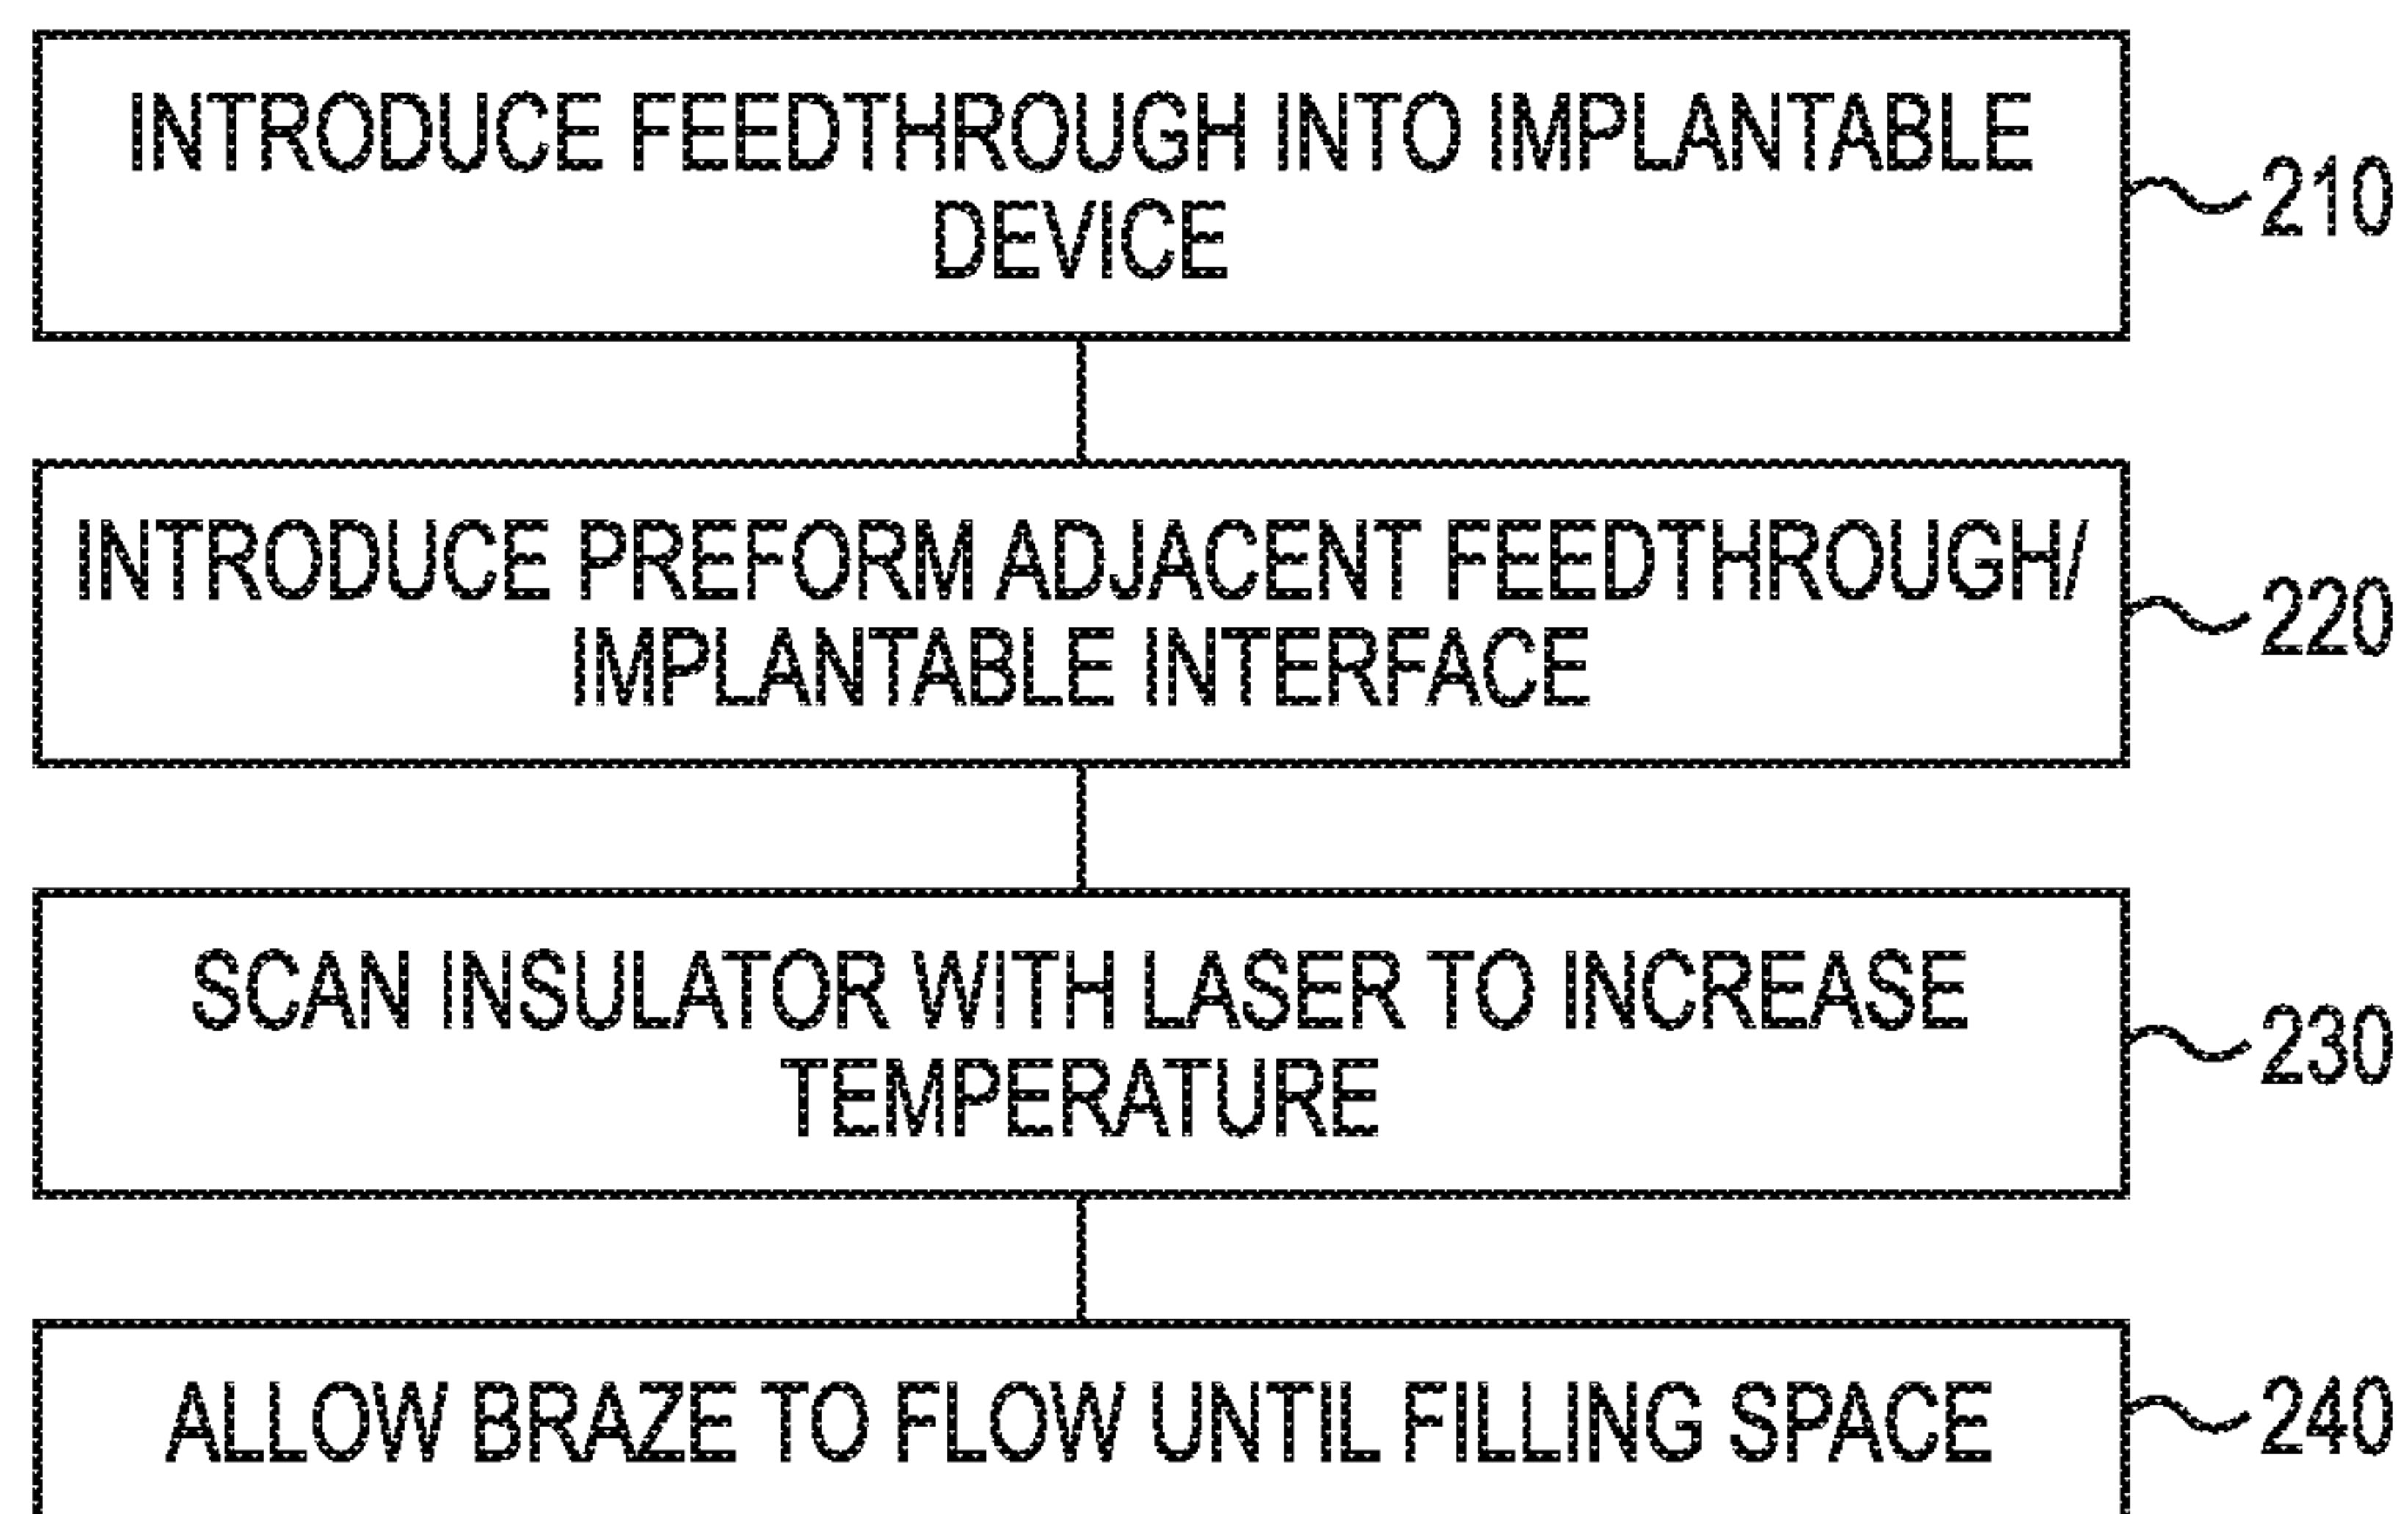 INTRODUCE FEEDTHROUGH INTO IMPLANTABLE
DEVICE
210
INTRODUCE PREFORM ADJACENT FEEDTHROUGH/
IMPLANTABLE INTERFACE
220
SCAN INSULATOR WITH LASER TO INCREASE
TEMPERATURE
230
ALLOW BRAZE TO FLOW UNTIL FILLING SPACE
240